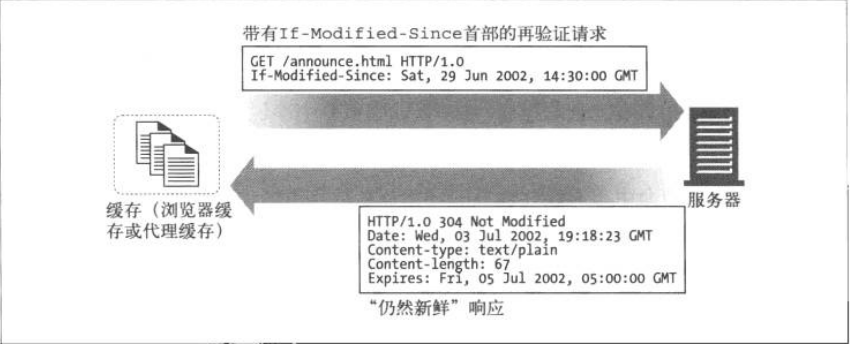 带有If-Modified-Since首部的再验证请求
GET /announce.html HTTP/1.0
If-Modified-Since: Sat, 29 Jun 2002, 14:30:00 GMT
缓存（浏览器缓
存或代理缓存）
服务器
HTTP/1.0 304 Not Modified
Date: Wed, 03 Jul 2002, 19:18:23 GMT
Content-type: text/plain
Content-length: 67
Expires: Fri, 05 Jul 2002, 05:00:00 GMT
“仍然新鲜”响应